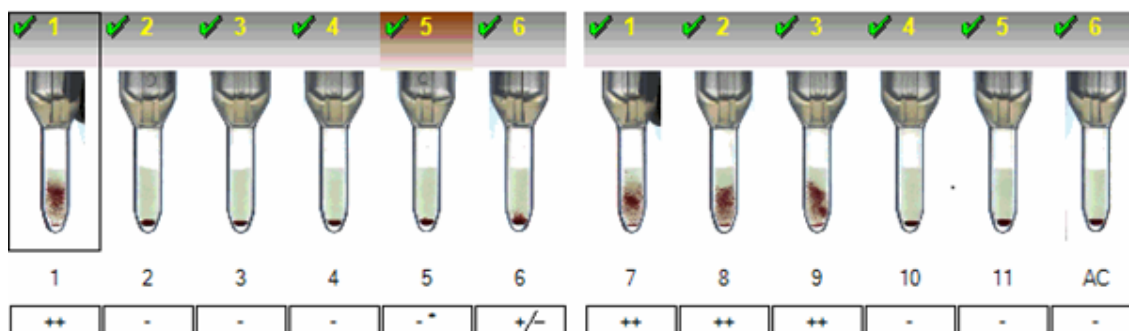 1 2 3 4 5 6 1 2 3 4 5 6
1 2 3 4 5 6 7 8 9 10 11 AC
++ - - - -* +/- ++ ++ ++ - - -